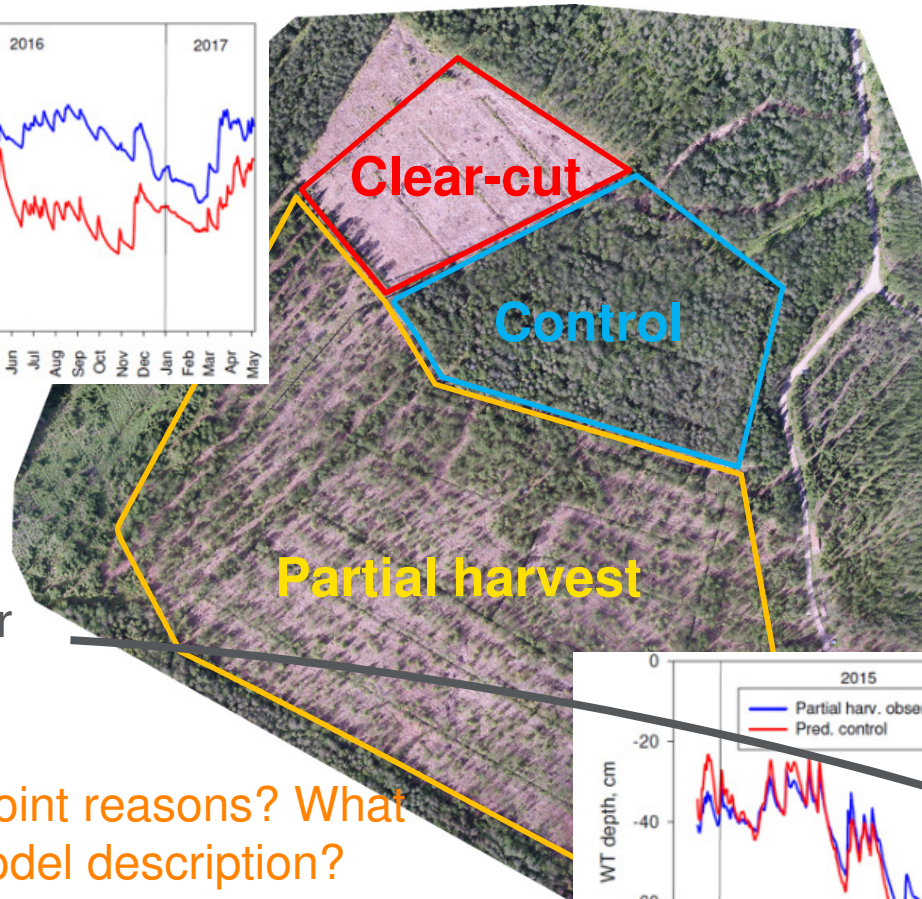 2016 2017
Jun Jul Aug Sep Oct Nov Dec Jan Feb Mar Apr May
Clear-cut
Control
Partial harvest
r
0
2015
Partial harv. obser
Pred. control
-20
WT depth, cm
-40
oint reasons? What
odel description?